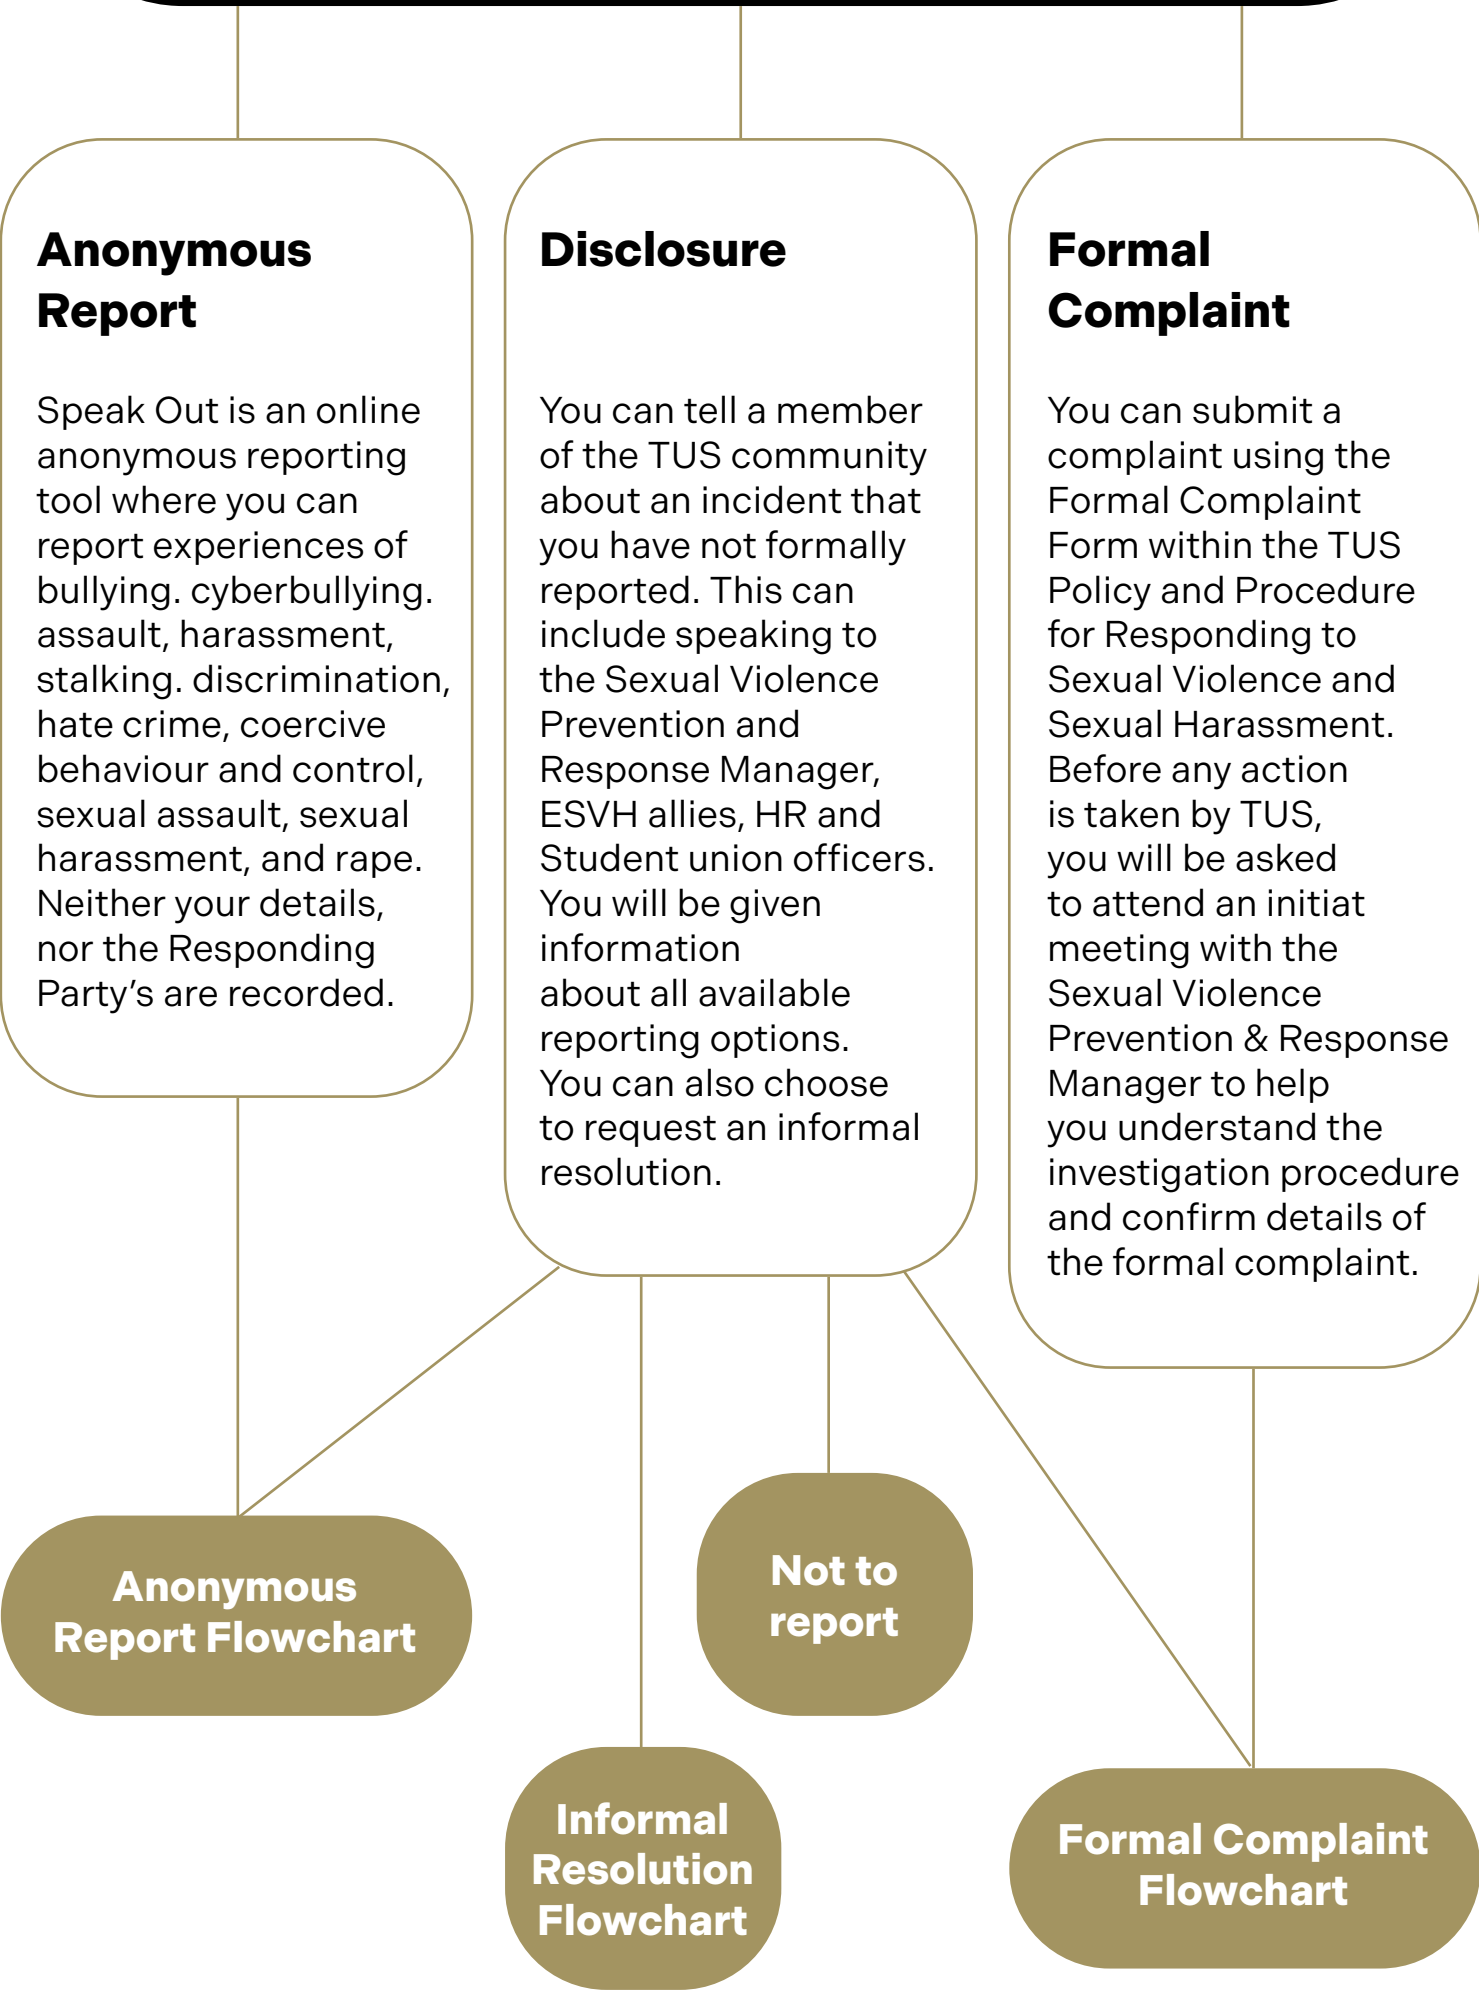 Anonymous
Report
Speak Out is an online
anonymous reporting
tool where you can
report experiences of
bullying. cyberbullying.
assault, harassment,
stalking. discrimination,
hate crime, coercive
behaviour and control,
sexual assault, sexual
harassment, and rape.
Neither your details,
nor the Responding
Party’s are recorded.
Disclosure
You can tell a member
of the TUS community
about an incident that
you have not formally
reported. This can
include speaking to
the Sexual Violence
Prevention and
Response Manager,
ESVH allies, HR and
Student union officers.
You will be given
information
about all available
reporting options.
You can also choose
to request an informal
resolution.
Formal
Complaint
You can submit a
complaint using the
Formal Complaint
Form within the TUS
Policy and Procedure
for Responding to
Sexual Violence and
Sexual Harassment.
Before any action
is taken by TUS,
you will be asked
to attend an initiat
meeting with the
Sexual Violence
Prevention & Response
Manager to help
you understand the
investigation procedure
and confirm details of
the formal complaint.
Anonymous
Report Flowchart
Not to
report
Informal
Resolution
Flowchart
Formal Complaint
Flowchart